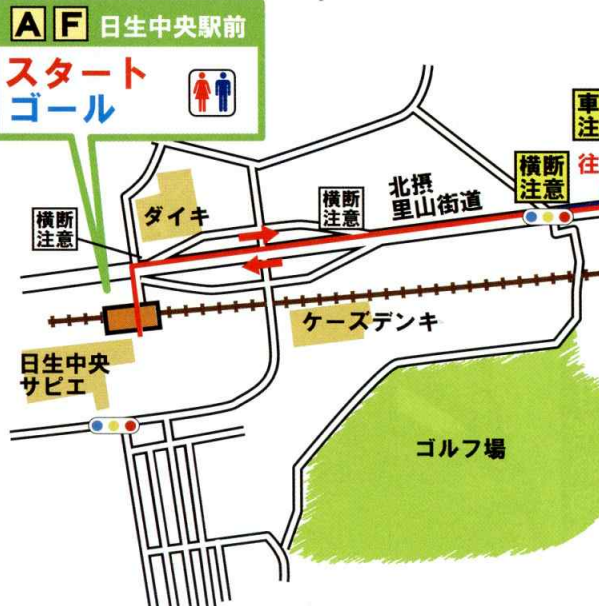 A F 日生中央駅前
スタート
ゴール
車
注
横断
注意
往
横断
注意
北摂
里山街道
横断
注意
ダイキ
ケーズデンキ
日生中央
サピエ
ゴルフ場